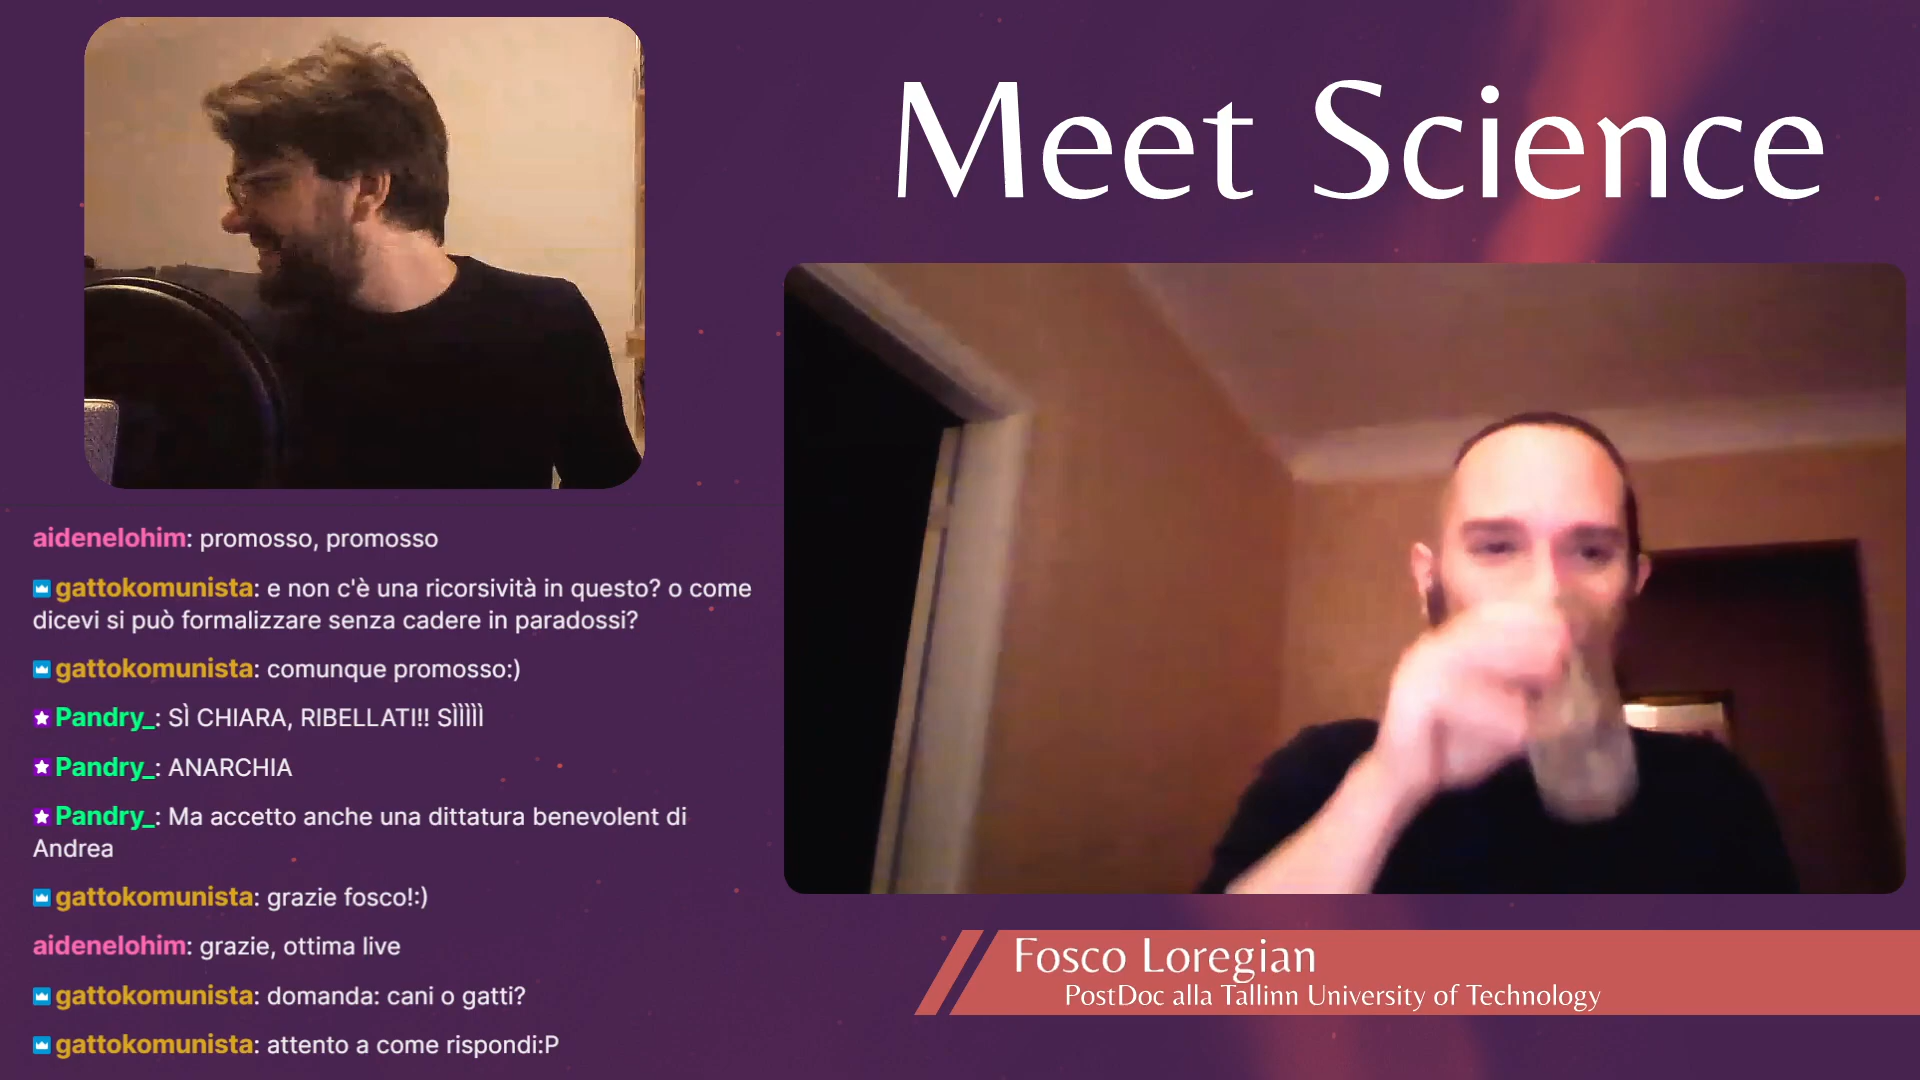 Meet Science
aidenelohim: promosso, promosso
gattokomunista: e non c'è una ricorsività in questo? o come
dicevi si può formalizzare senza cadere in paradossi?
gattokomunista: comunque promosso:)
Pandry_: SÌ CHIARA, RIBELLATI!! SÌÌÌÌÌ
Pandry_: ANARCHIA
Pandry_: Ma accetto anche una dittatura benevolent di
Andrea
gattokomunista: grazie fosco!:)
aidenelohim: grazie, ottima live
gattokomunista: domanda: cani o gatti?
gattokomunista: attento a come rispondi:P
Fosco Loregian
PostDoc alla Tallinn University of Technology